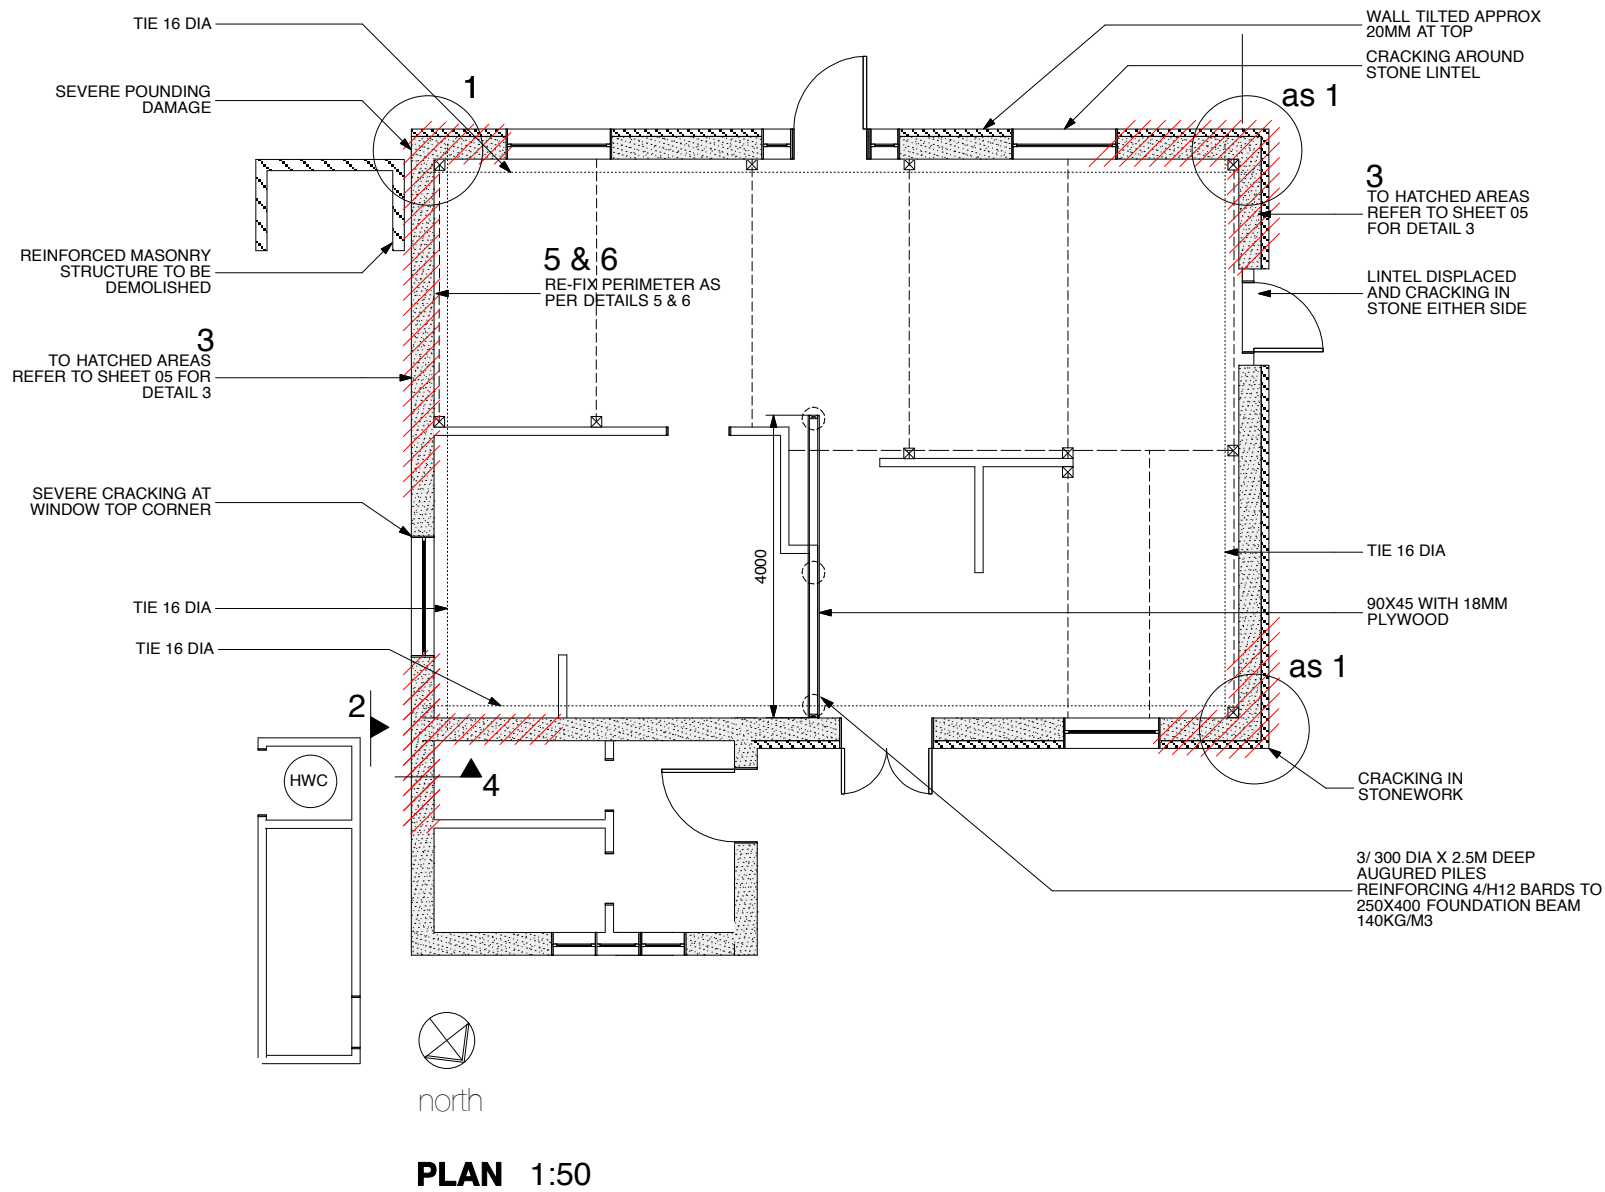 TIE 16 DIA
WALL TILTED APPROX
20MM AT TOP
CRACKING AROUND
STONE LINTEL
SEVERE POUNDING
DAMAGE
1
as 1
3
TO HATCHED AREAS
REFER TO SHEET 05
FOR DETAIL 3
REINFORCED MASONRY
STRUCTURE TO BE
DEMOLISHED
5 & 6
RE-FIX PERIMETER AS
PER DETAILS 5 & 6
LINTEL DISPLACED
AND CRACKING IN
STONE EITHER SIDE
3
TO HATCHED AREAS
REFER TO SHEET 05 FOR
DETAIL 3
SEVERE CRACKING AT
WINDOW TOP CORNER
4000
TIE 16 DIA
TIE 16 DIA
90X45 WITH 18MM
PLYWOOD
TIE 16 DIA
as 1
2
HWC
4
CRACKING IN
STONEWORK
3/ 300 DIA X 2.5M DEEP
AUGURED PILES
REINFORCING 4/H12 BARDS TO
250X400 FOUNDATION BEAM
140KG/M3
north
PLAN 1:50